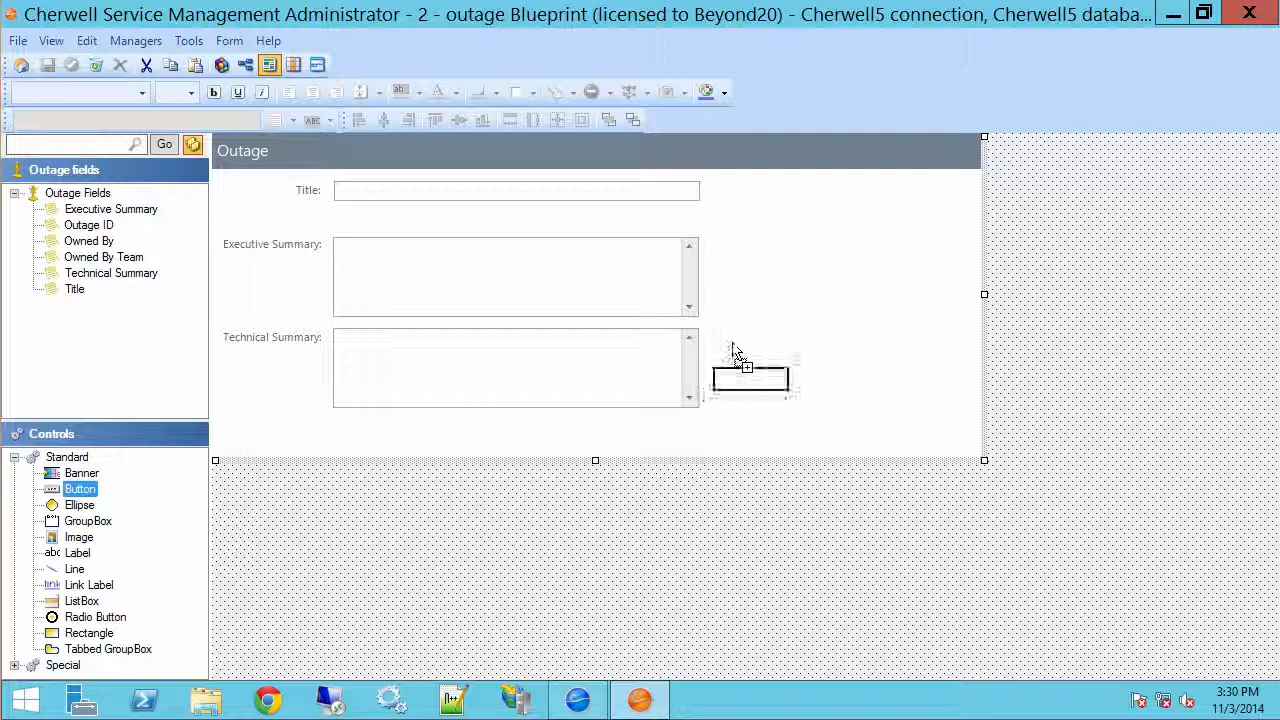 Cherwell Service Management Administrator - 2 - outage Blueprint (licensed to Beyond20) - Cherwell5 connection, Cherwell5 databa...
File View Edit Managers Tools Form Help
b U i
ABC
Go
Outage fields
Outage Fields
Executive Summary
Outage ID
Owned By
Owned By Team
Technical Summary
Title
Outage
Title:
Executive Summary:
Technical Summary:
Controls
Standard
Banner
Button
Ellipse
GroupBox
Image
abc Label
Line
link Link Label
ListBox
Radio Button
Rectangle
Tabbed GroupBox
Special
3:30 PM
11/3/2014